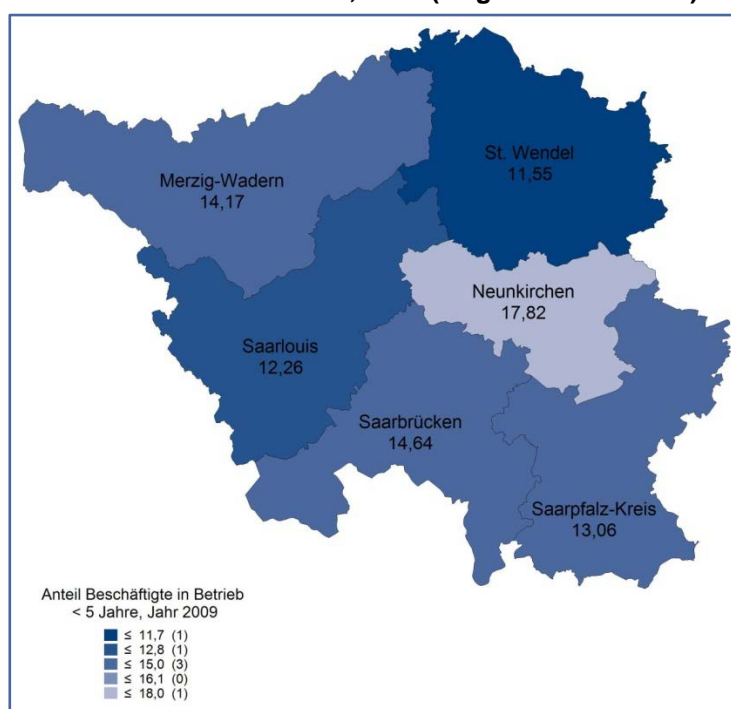 St. Wendel
11,55
Merzig-Wadern
14,17
Neunkirchen
17,82
Saarlouis
12,26
Saarbrücken
14,64
Saarpfalz-Kreis
13,06
Anteil Beschäftigte in Betrieb
< 5 Jahre, Jahr 2009
≤ 11,7 (1)
≤ 12,8 (1)
≤ 15,0 (3)
≤ 16,1 (0)
≤ 18,0 (1)